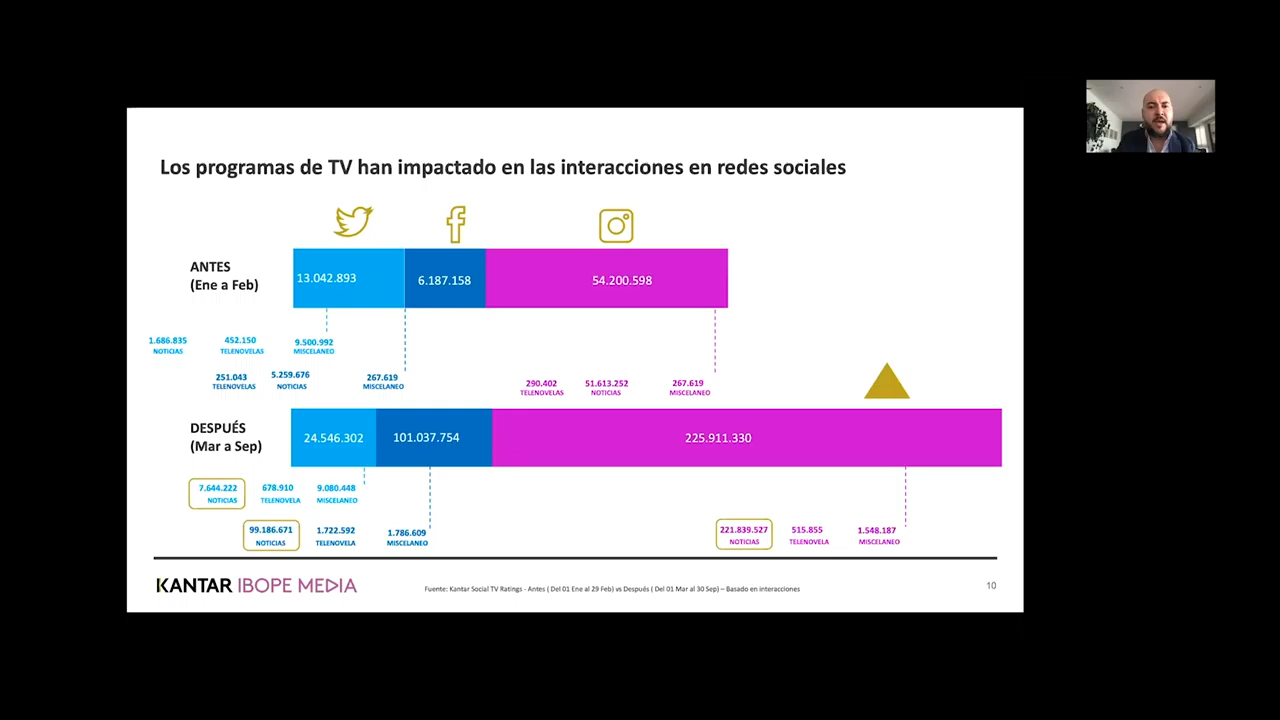 Los programas de TV han impactado en las interacciones en redes sociales
ANTES
(Ene a Feb)
13.042.893
6.187.158
54.200.598
1.686.835
NOTICIAS
452.150
TELENOVELAS
9.500.992
MISCELANEO
251.043
TELENOVELAS
5.259.676
NOTICIAS
267.619
MISCELANEO
290.402
TELENOVELAS
51.613.252
NOTICIAS
267.619
MISCELANEO
DESPUÉS
(Mar a Sep)
24.546.302
101.037.754
225.911.330
7.644.222
NOTICIAS
678.910
TELENOVELA
9.080.448
MISCELANEO
99.186.671
NOTICIAS
1.722.592
TELENOVELA
1.786.609
MISCELANEO
221.839.527
NOTICIAS
515.855
TELENOVELA
1.548.187
MISCELANEO
KANTAR IBOPE MEDIA
Fuente: Kantar Social TV Ratings - Antes ( Del 01 Ene al 29 Feb) vs Después ( Del 01 Mar al 30 Sep) – Basado en interacciones
10